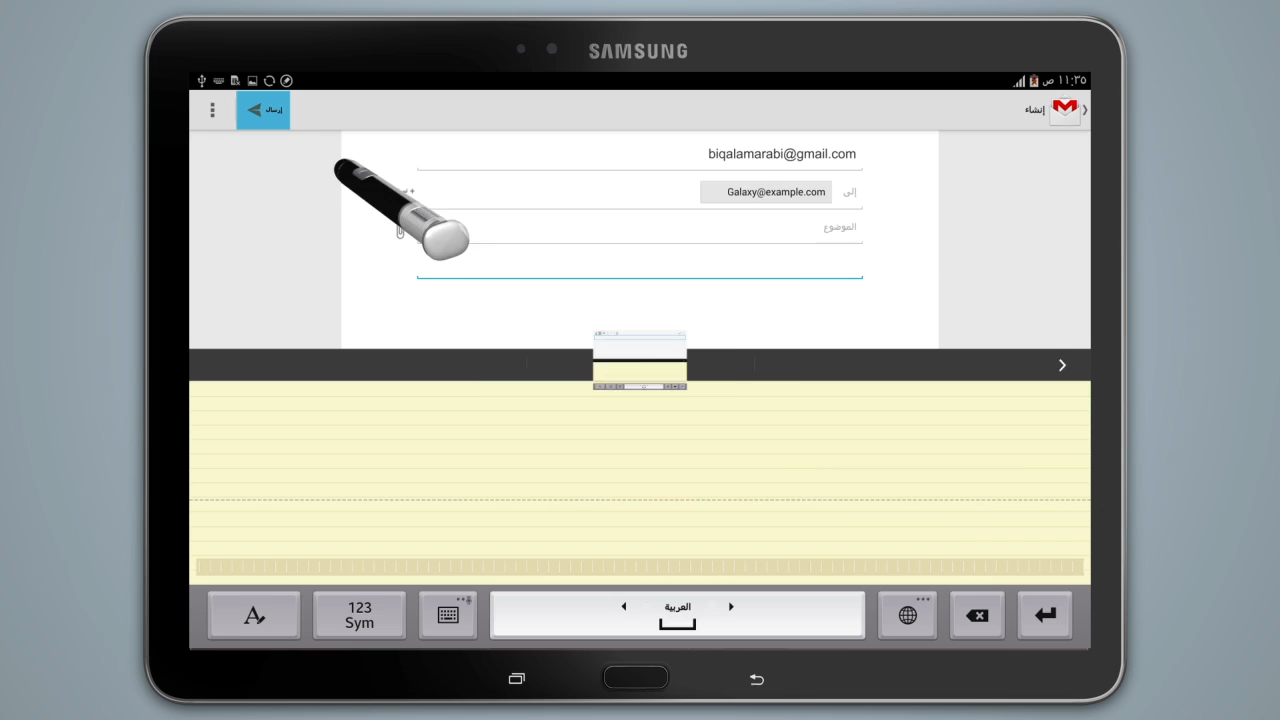 SAMSUNG
١١:٣٥ ص
إنشاء
إرسال
biqalamarabi@gmail.com
إلى
Galaxy@example.com
الموضوع
العربية
123
Sym